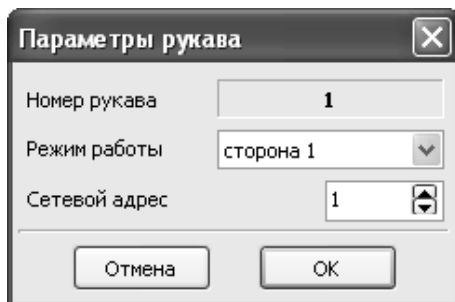 Параметры рукава
Номер рукава 1
Режим работы сторона 1
Сетевой адрес 1
Отмена OK